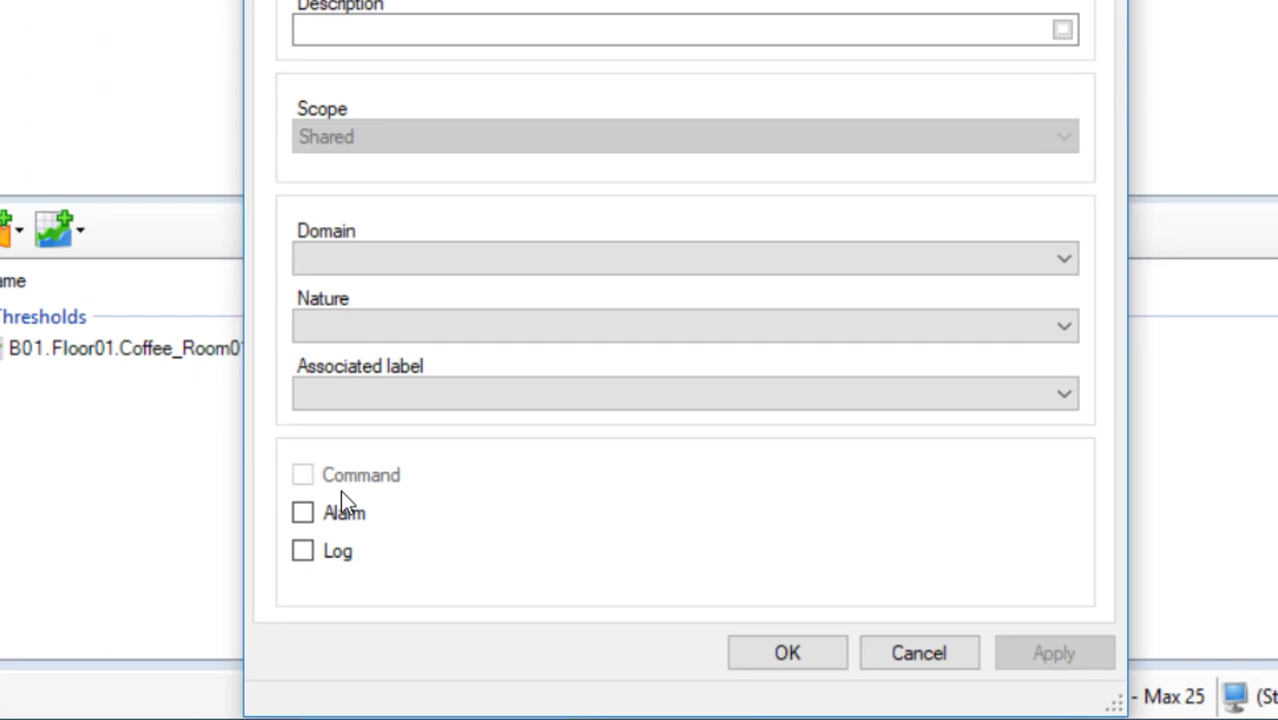 Description
Scope
Shared
Domain
ame
Nature
Thresholds
B01.Floor01.Coffee_Room0
Associated label
Command
Alarm
Log
OK Cancel Apply
- Max 25 (St